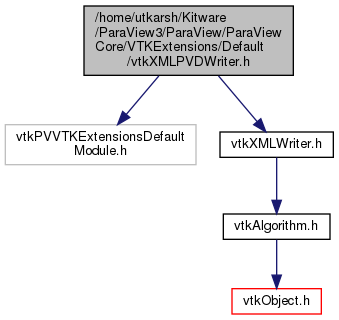 /home/utkarsh/Kitware
/ParaView3/ParaView/ParaView
Core/VTKExtensions/Default
/vtkXMLPVDWriter.h
vtkPVVTKExtensionsDefault
Module.h
vtkXMLWriter.h
vtkAlgorithm.h
vtkObject.h